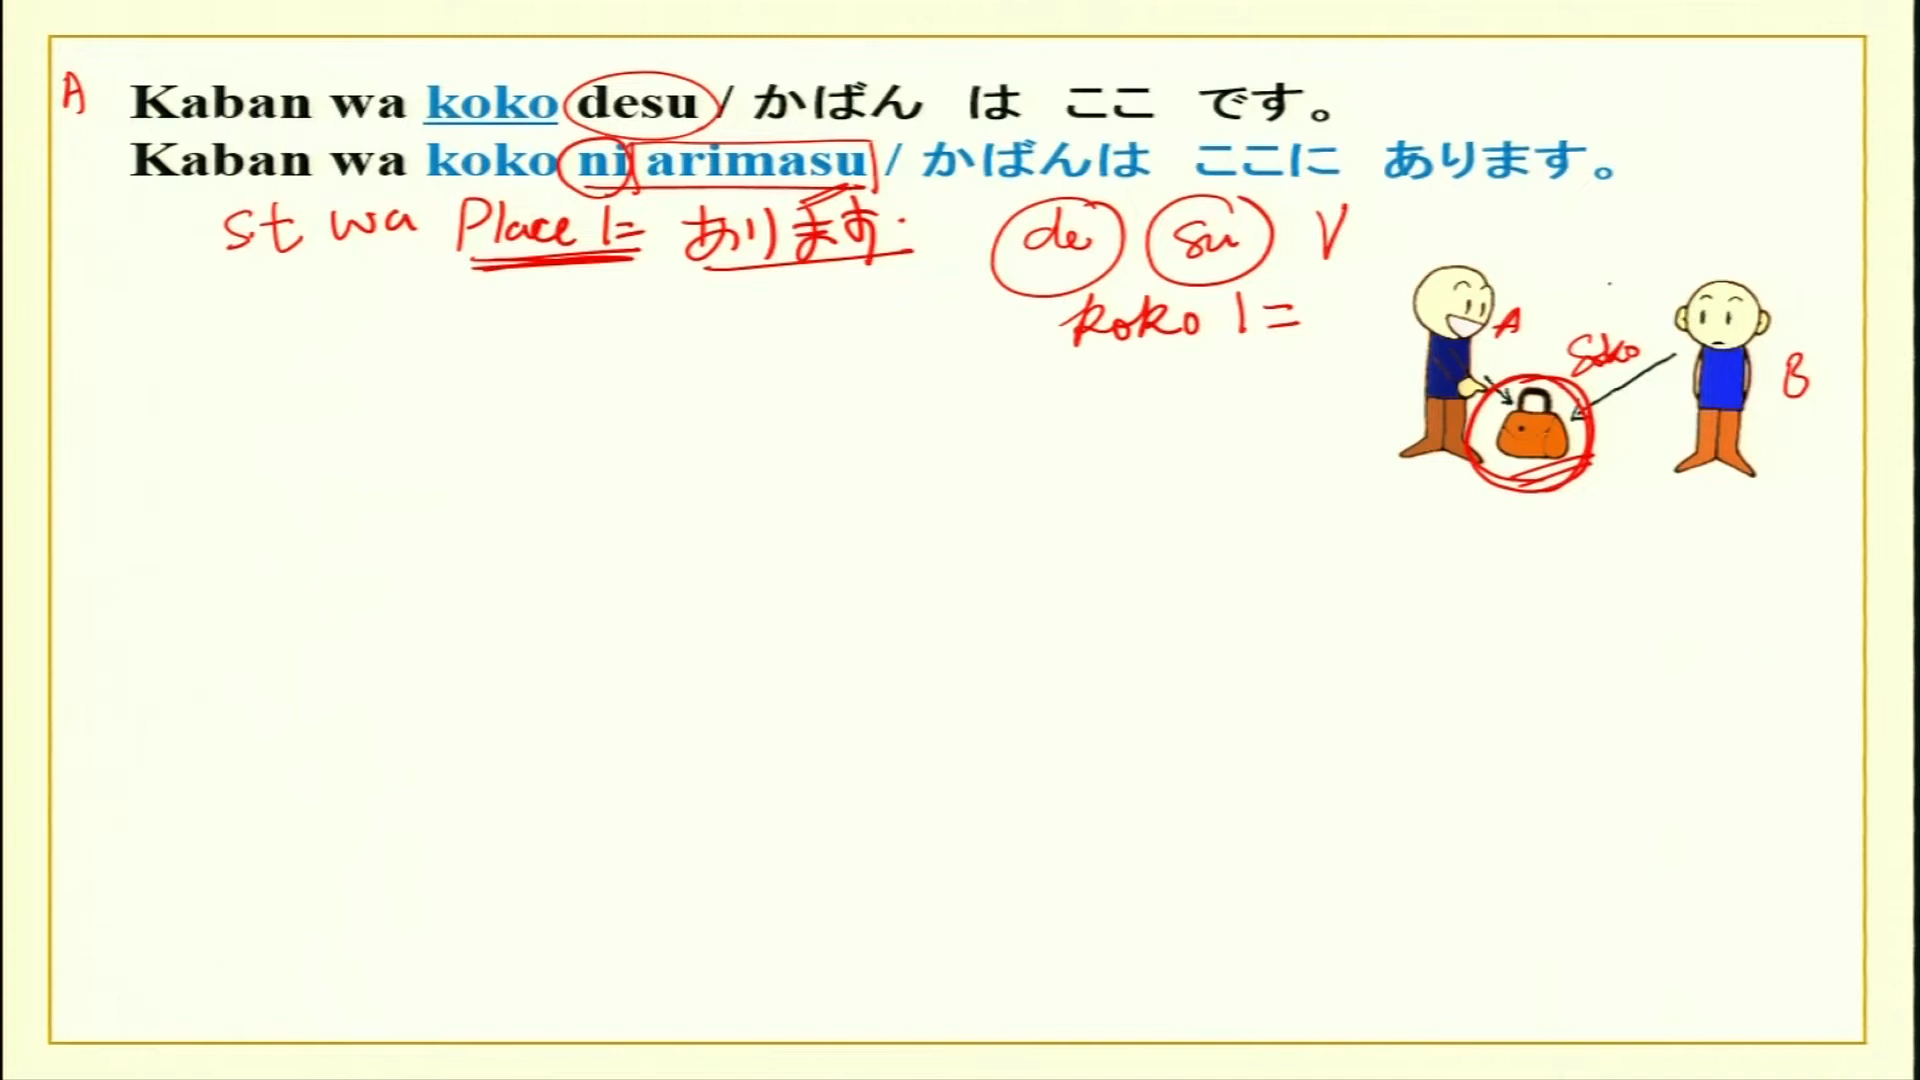 A Kaban wa koko desu / かばん は ここ です。
Kaban wa koko ni arimasu / かばんは ここに あります。
st wa Place に あります. de su V
koko に
A
Soko
B